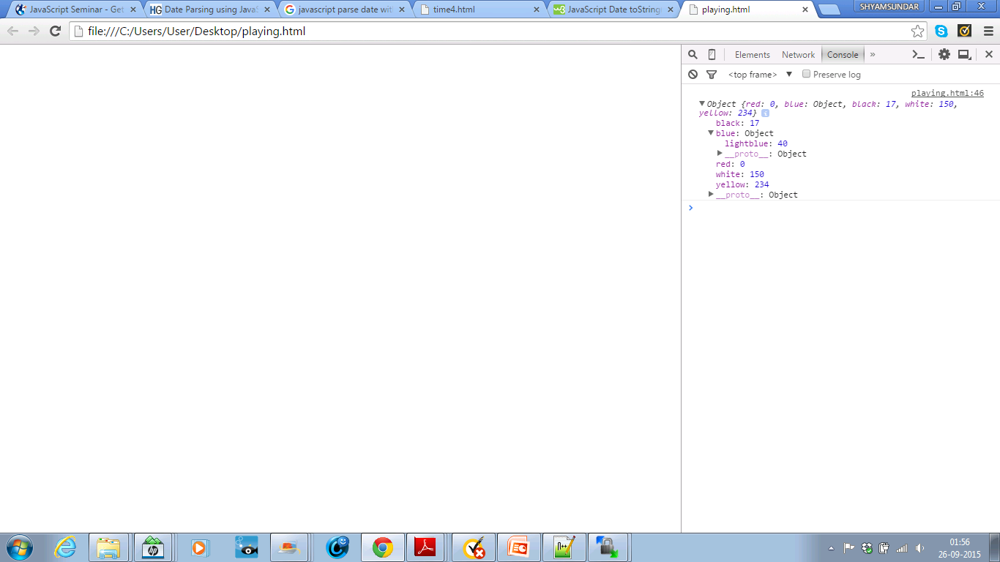 JavaScript Seminar - Get
HG Date Parsing using JavaS
javascript parse date wit
time4.html
w3 JavaScript Date toString
playing.html
SHYAMSUNDAR
file:///C:/Users/User/Desktop/playing.html
Elements Network Console »
<top frame> ▼ Preserve log
playing.html:46
▼Object {red: 0, blue: Object, black: 17, white: 150,
yellow: 234} i
black: 17
▼blue: Object
lightblue: 40
▶__proto__: Object
red: 0
white: 150
yellow: 234
▶__proto__: Object
>
hp
01:56
26-09-2015